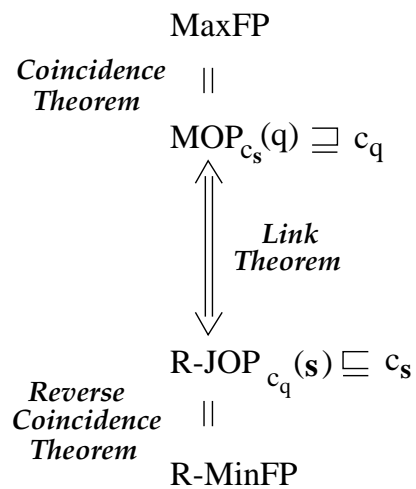 MaxFP
Coincidence
Theorem
||
MOP_{c_s}(q) ⊒ c_q
Link
Theorem
R-JOP_{c_q}(s) ⊑ c_s
Reverse
Coincidence
Theorem
||
R-MinFP